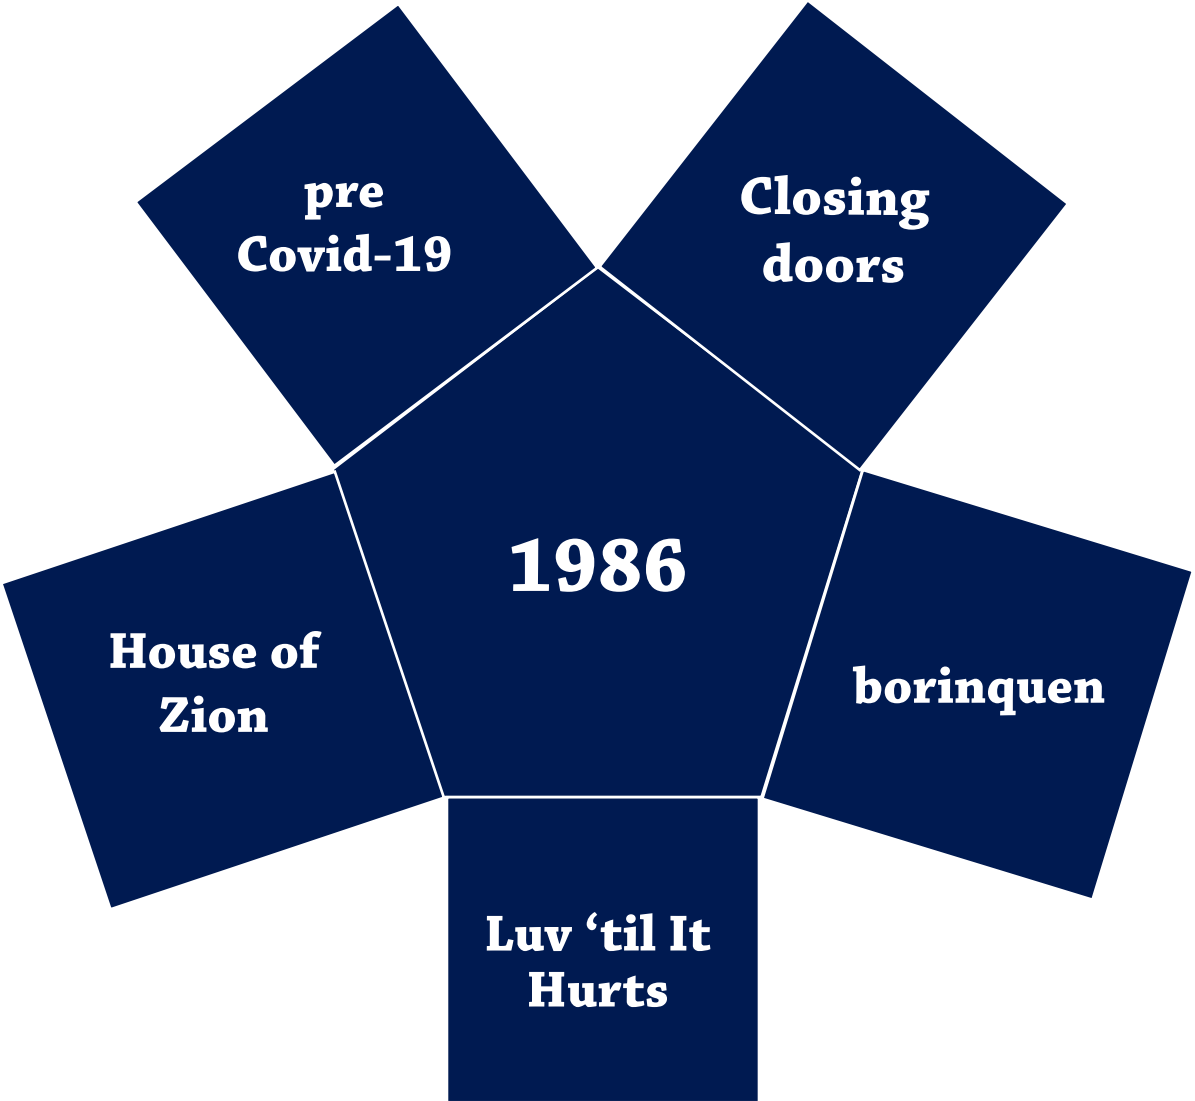 pre
Covid-19
Closing
doors
1986
House of
Zion
borinquen
Luv ‘til It
Hurts